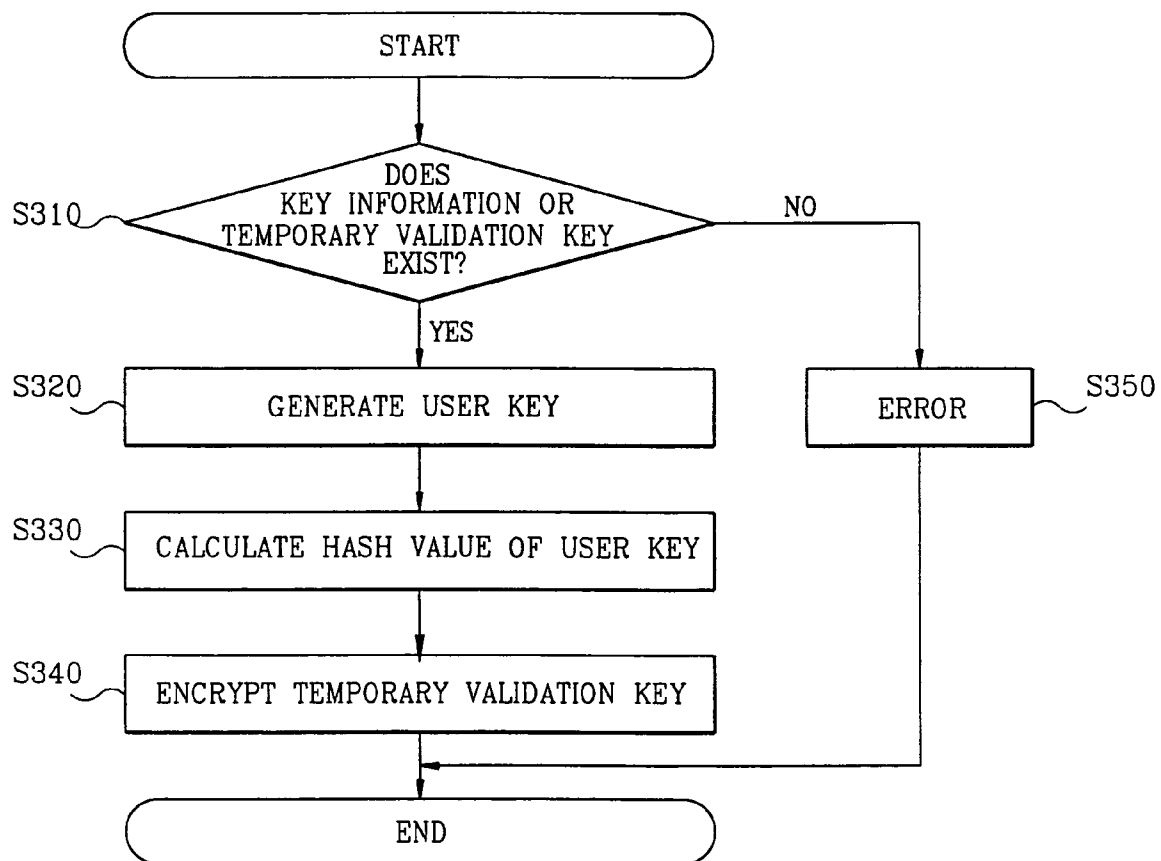 START
DOES
KEY INFORMATION OR
TEMPORARY VALIDATION KEY
EXIST?
S310
NO
YES
S320
GENERATE USER KEY
ERROR
S350
S330
CALCULATE HASH VALUE OF USER KEY
S340
ENCRYPT TEMPORARY VALIDATION KEY
END